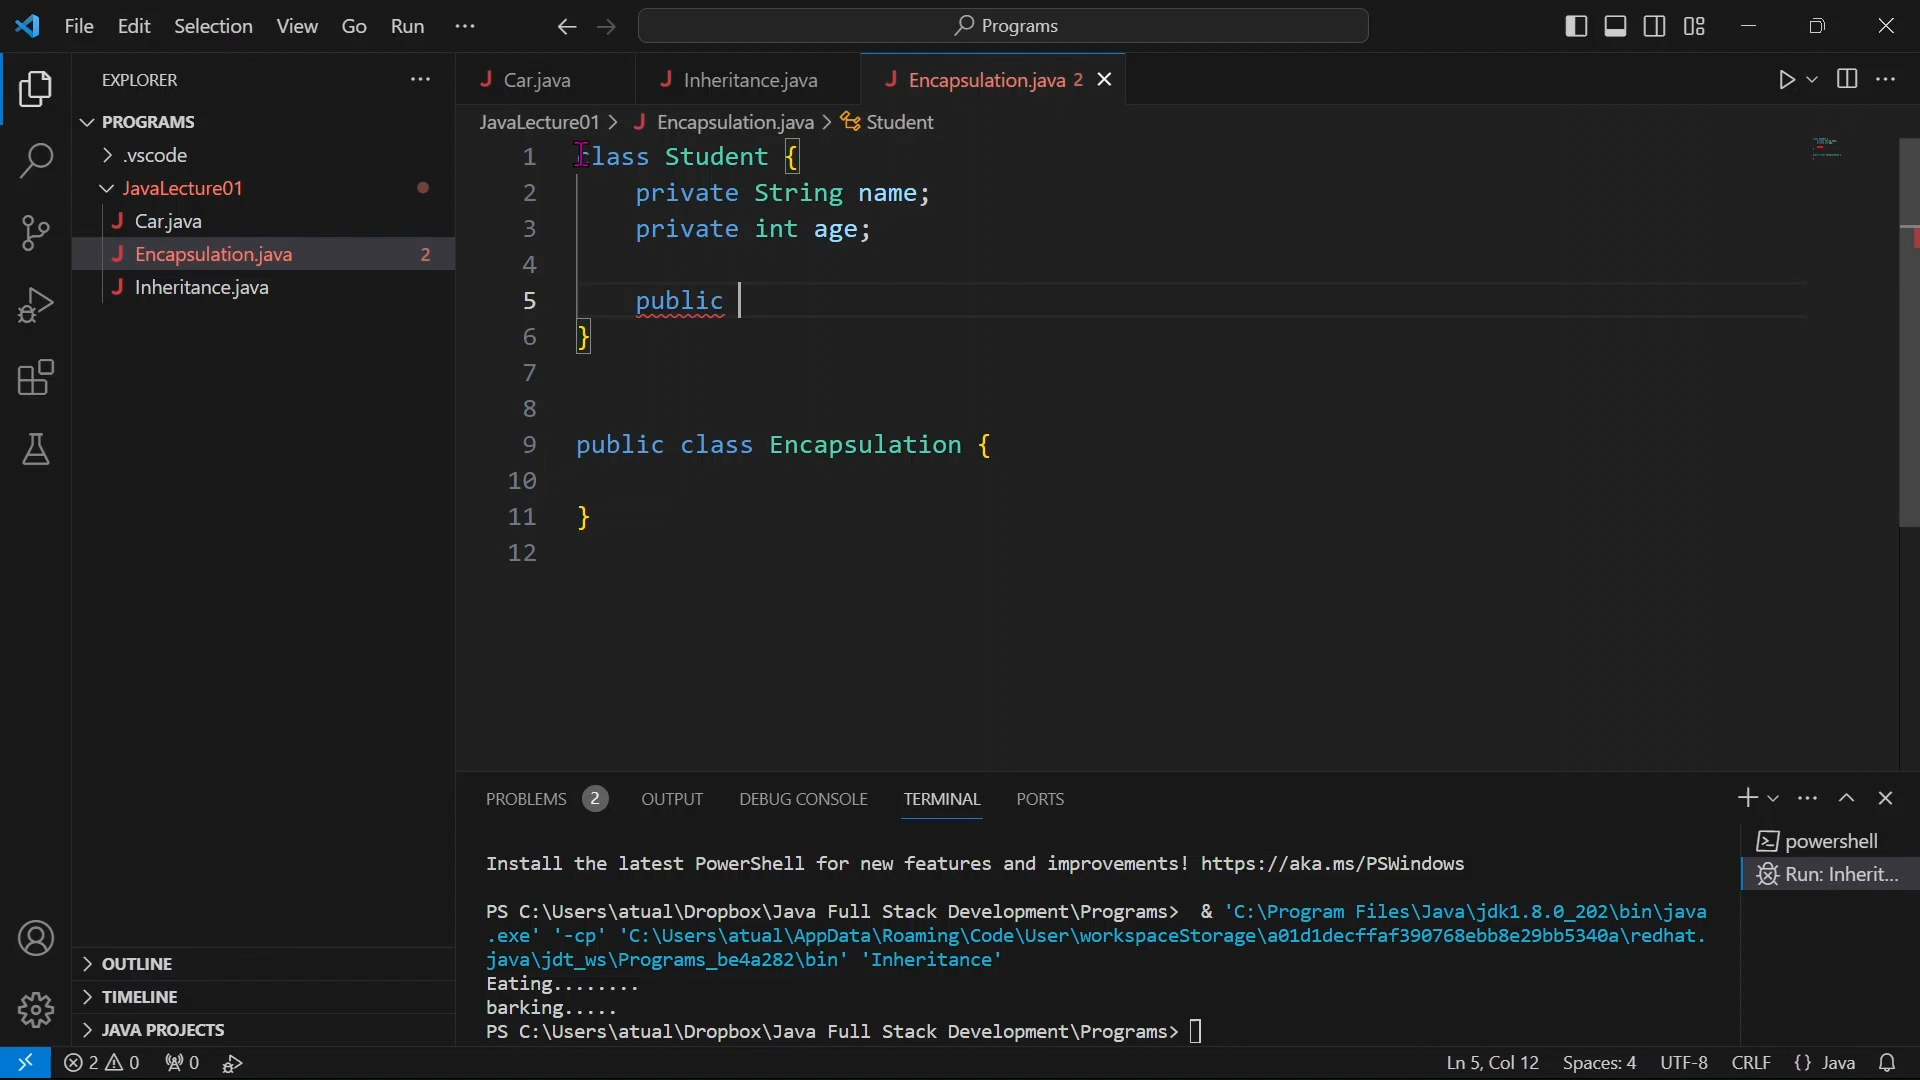 File Edit Selection View Go Run ··· Programs
EXPLORER ···
PROGRAMS
.vscode
JavaLecture01
J Car.java
J Encapsulation.java 2
J Inheritance.java
OUTLINE
TIMELINE
JAVA PROJECTS
J Car.java J Inheritance.java J Encapsulation.java 2
JavaLecture01 > J Encapsulation.java > Student
1 class Student {
2 private String name;
3 private int age;
4
5 public
6 }
7
8
9 public class Encapsulation {
10
11 }
12
PROBLEMS 2 OUTPUT DEBUG CONSOLE TERMINAL PORTS
Install the latest PowerShell for new features and improvements! https://aka.ms/PSWindows
PS C:\Users\atual\Dropbox\Java Full Stack Development\Programs> & 'C:\Program Files\Java\jdk1.8.0_202\bin\java
.exe' '-cp' 'C:\Users\atual\AppData\Roaming\Code\User\workspaceStorage\a01d1decffaf390768ebb8e29bb5340a\redhat.
java\jdt_ws\Programs_be4a282\bin' 'Inheritance'
Eating........
barking.....
PS C:\Users\atual\Dropbox\Java Full Stack Development\Programs>
powershell
Run: Inherit...
2 0 0 Ln 5, Col 12 Spaces: 4 UTF-8 CRLF {} Java